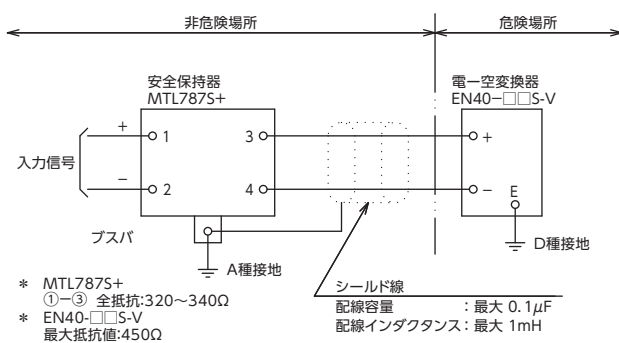 非危険場所
危険場所
安全保持器
MTL787S+
電一空変換器
EN40-□□S-V
入力信号
+
−
1
2
3
4
+
−
E
ブスバ
A種接地
D種接地
* MTL787S+
①−③ 全抵抗:320〜340Ω
* EN40-□□S-V
最大抵抗値:450Ω
シールド線
配線容量 : 最大 0.1μF
配線インダクタンス : 最大 1mH